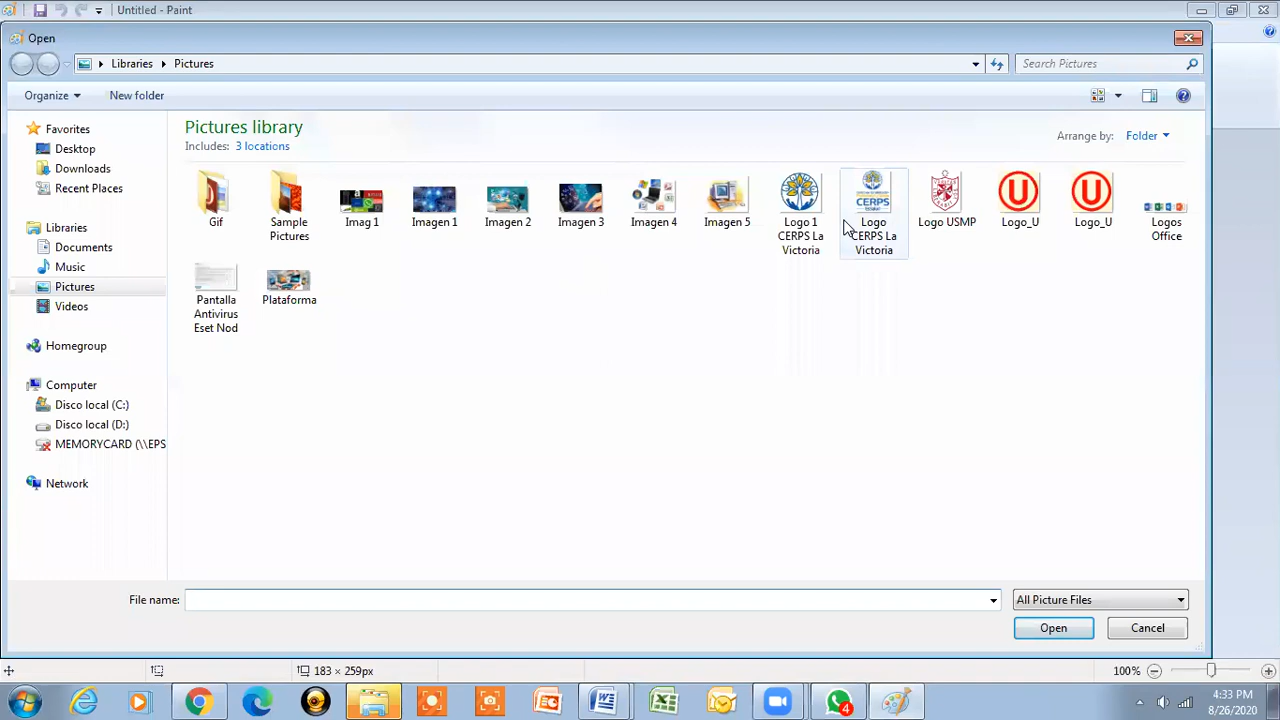 Untitled - Paint
Open
Libraries
Pictures
Search Pictures
Organize
New folder
Pictures library
Includes: 3 locations
Arrange by: Folder
Favorites
Desktop
Downloads
Recent Places
Libraries
Documents
Music
Pictures
Videos
Homegroup
Computer
Disco local (C:)
Disco local (D:)
MEMORYCARD (\\EPS
Network
Gif
Sample
Pictures
Imag 1
Imagen 1
Imagen 2
Imagen 3
Imagen 4
Imagen 5
Logo 1
CERPS La
Victoria
CERPS
Logo
CERPS La
Victoria
Logo USMP
U
Logo_U
U
Logo_U
Logos
Office
Pantalla
Antivirus
Eset Nod
Plataforma
File name:
All Picture Files
Open
Cancel
183 × 259px
100%
4
4:33 PM
8/26/2020